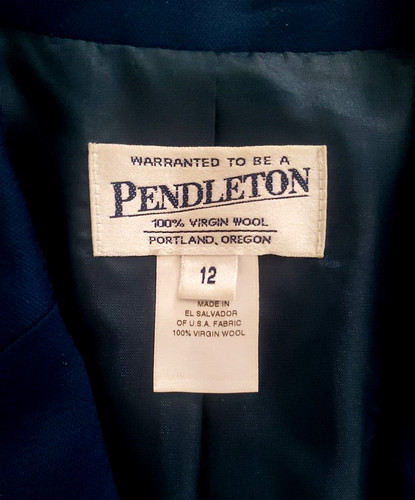 WARRANTED TO BE A
PENDLETON
100% VIRGIN WOOL
PORTLAND, OREGON
12
MADE IN
EL SALVADOR
OF U.S.A. FABRIC
100% VIRGIN WOOL